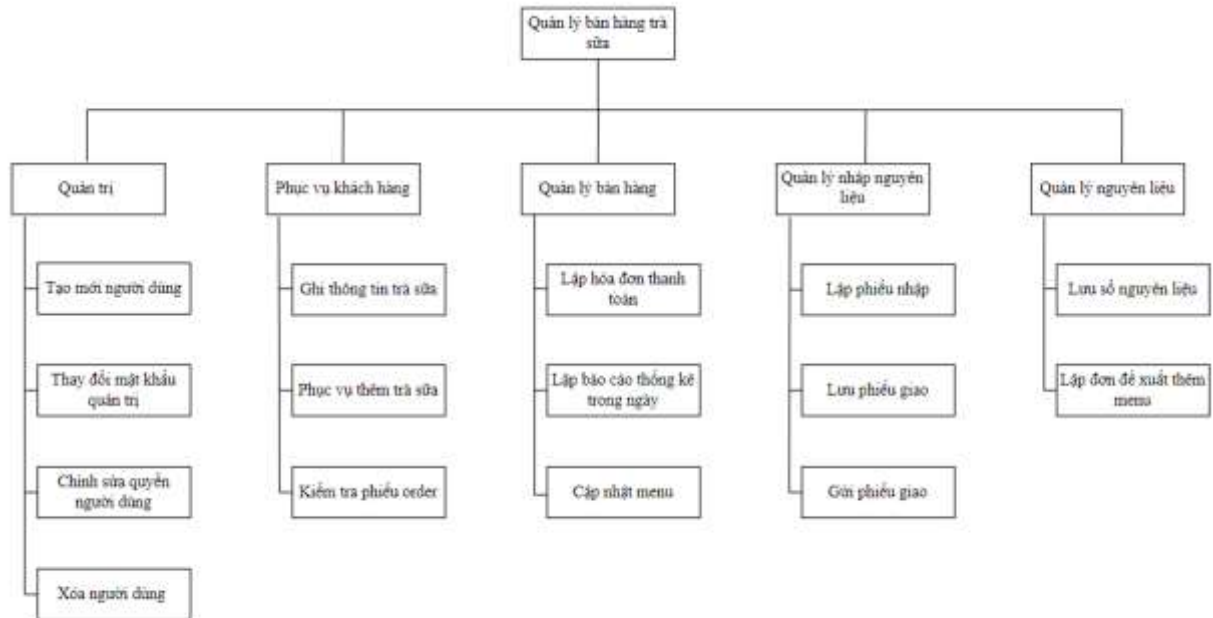 Quản lý bán hàng trà
sữa
Quản trị
Phục vụ khách hàng
Quản lý bán hàng
Quản lý nhập nguyên
liệu
Quản lý nguyên liệu
Tạo mới người dùng
Thay đổi mật khẩu
quản trị
Chỉnh sửa quyền
người dùng
Xóa người dùng
Ghi thông tin trà sữa
Phục vụ thêm trà sữa
Kiểm tra phiếu order
Lập hóa đơn thanh
toán
Lập báo cáo thống kê
trong ngày
Cập nhật menu
Lập phiếu nhập
Lưu phiếu giao
Gửi phiếu giao
Lưu sổ nguyên liệu
Lập đơn đề xuất thêm
menu